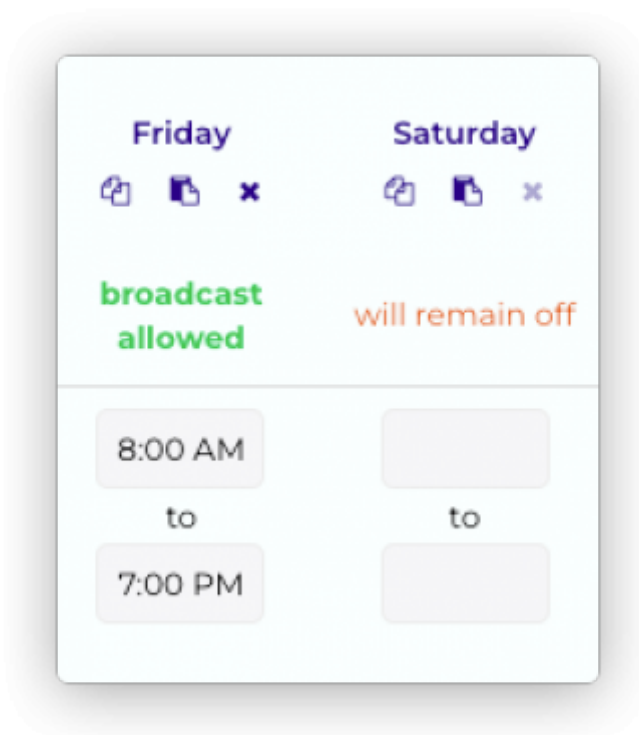 Friday
Saturday
broadcast
allowed
will remain off
8:00 AM
to
to
7:00 PM